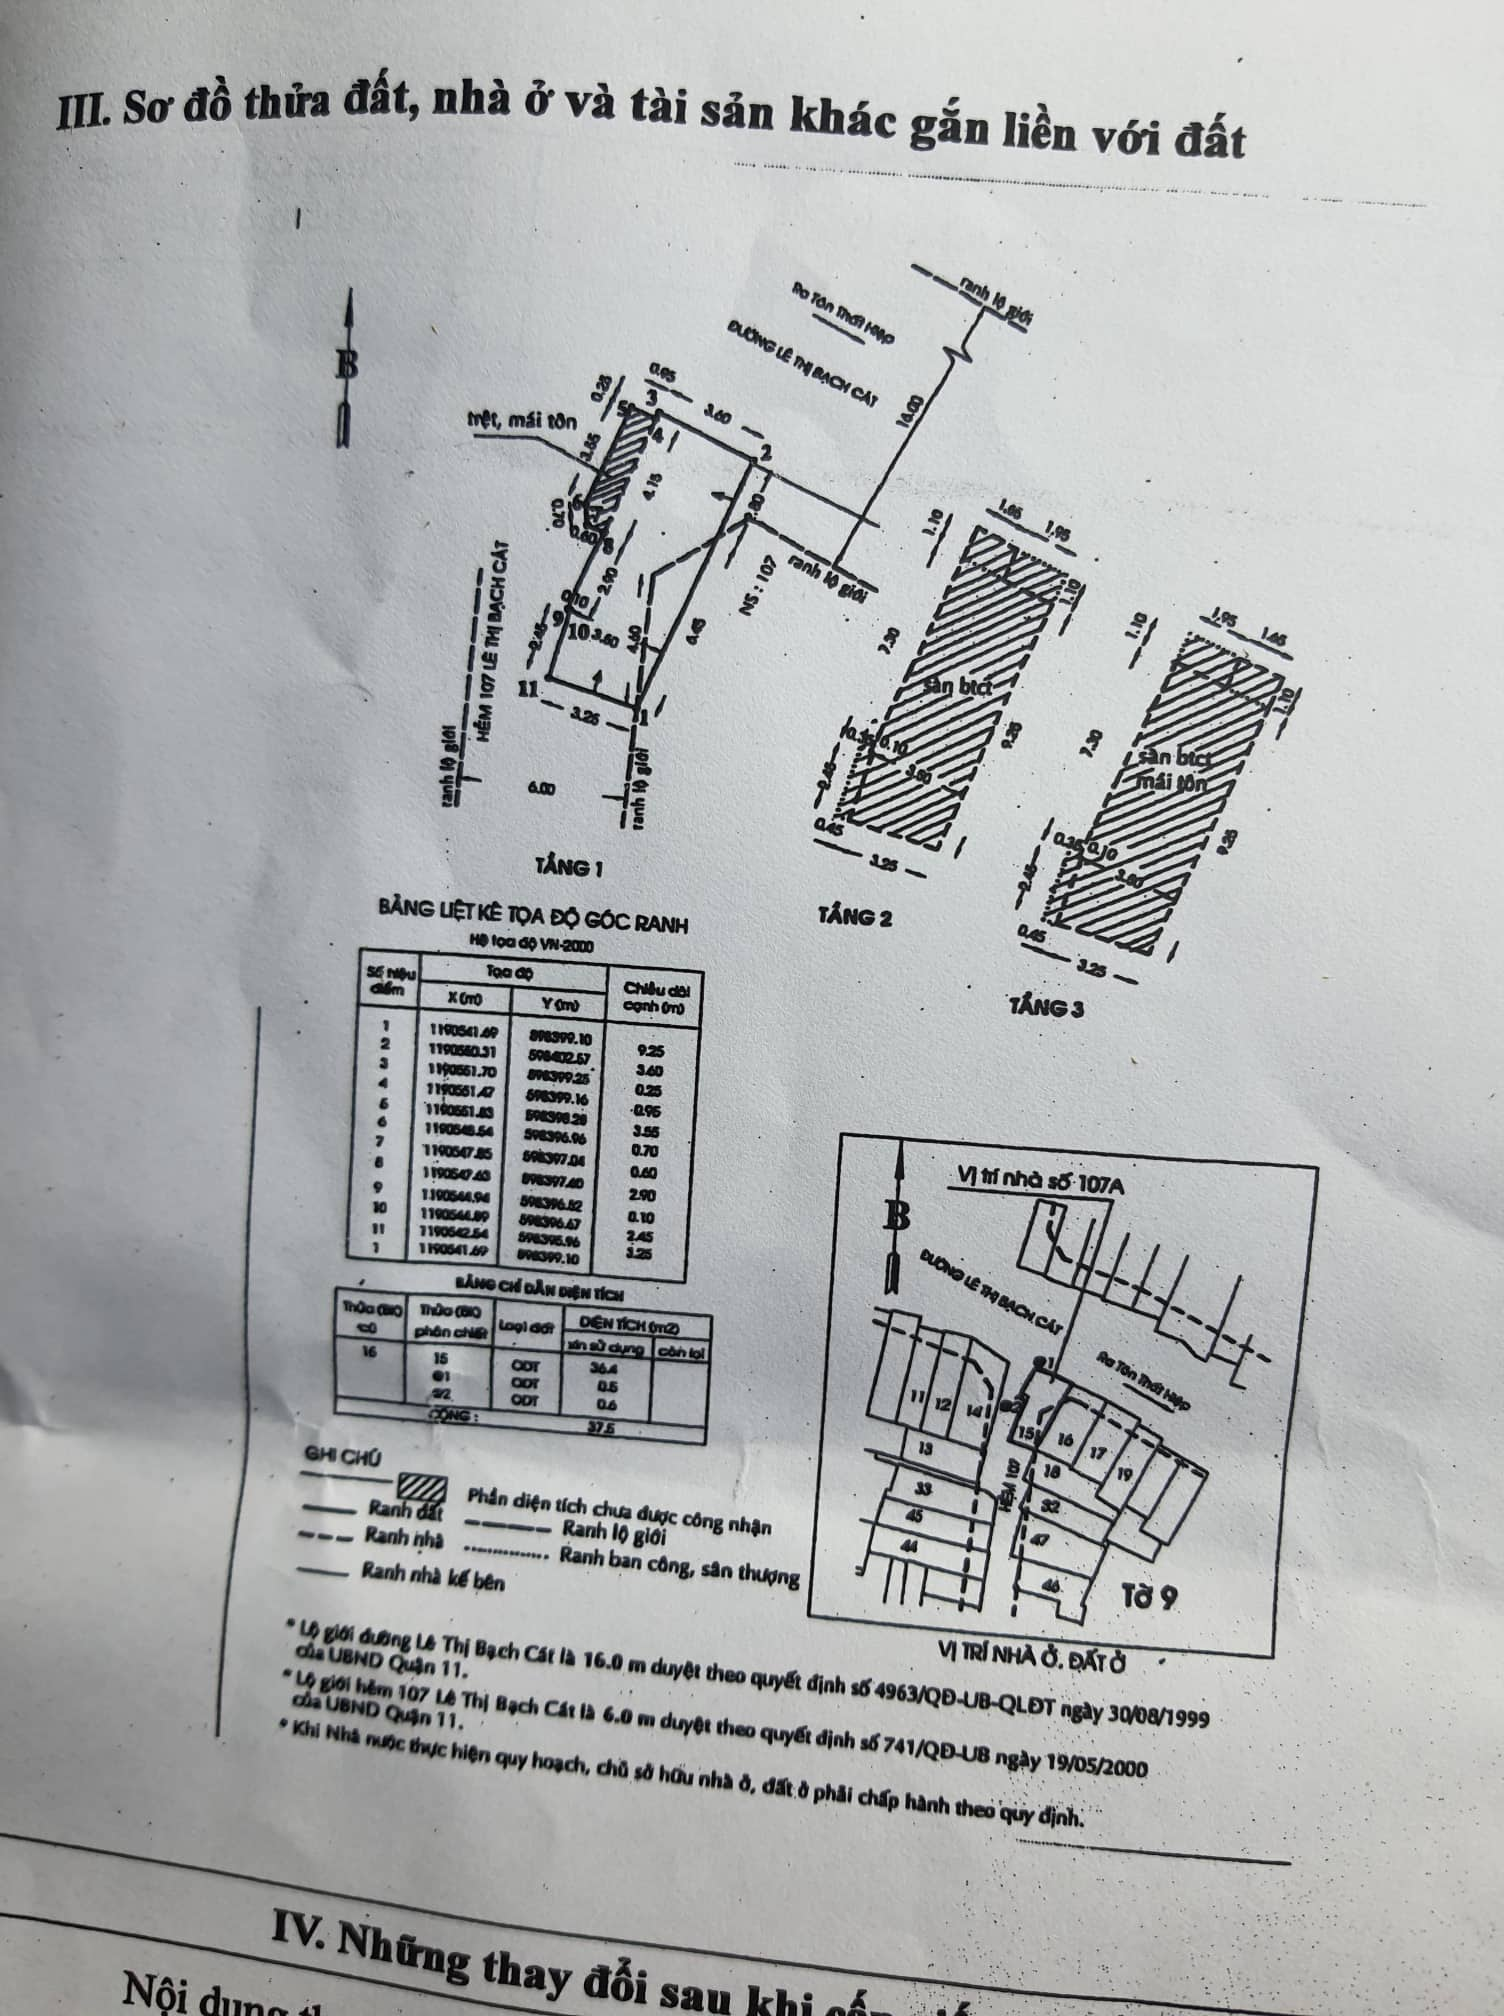 III. Sơ đồ thửa đất, nhà ở và tài sản khác gắn liền với đất
B
ranh lộ giới
Ra Tôn Thất Hiệp
ĐƯỜNG LÊ THỊ BẠCH CÁT
16.00
trệt, mái tôn
0.25
0.95
3.60
5
3
4
2
3.55
4.15
6
0.70
0.60
8
2.80
NS : 107
ranh lộ giới
2.90
9
0.10
10
3.60
4.60
6.45
2.45
11
3.25
1
HẺM 107 LÊ THỊ BẠCH CÁT
ranh lộ giới
6.00
ranh lộ giới
TẦNG 1
1.10
1.65
1.95
1.10
7.30
sàn btct
9.25
0.35
0.10
2.45
0.45
3.25
TẦNG 2
1.10
1.95
1.65
1.10
7.30
sàn btct
mái tôn
9.25
0.35
0.10
2.45
0.45
3.25
TẦNG 3
BẢNG LIỆT KÊ TỌA ĐỘ GÓC RANH
Hệ tọa độ VN-2000
Số hiệu điểm Tọa độ Chiều dài cạnh (m)
X (m) Y (m)
1 1190541.69 598399.10
9.25
2 1190550.31 598402.57
3.60
3 1190551.70 598399.25
0.25
4 1190551.47 598399.16
0.95
5 1190551.83 598398.28
3.55
6 1190548.54 598396.96
0.70
7 1190547.85 598397.04
0.60
8 1190547.63 598397.60
2.90
9 1190544.94 598396.52
0.10
10 1190544.89 598396.67
2.45
11 1190542.54 598395.96
3.25
1 1190541.69 598399.10
BẢNG CHỈ DẪN DIỆN TÍCH
Thửa (BĐ) cũ Thửa (BĐ) phân chiết Loại đất DIỆN TÍCH (m2)
xin sử dụng còn lại
16 15 ODT 36.4
@1 ODT 0.5
@2 ODT 0.6
CỘNG : 37.5
GHI CHÚ
Phần diện tích chưa được công nhận
Ranh đất
Ranh lộ giới
Ranh nhà
Ranh ban công, sân thượng
Ranh nhà kế bên
Vị trí nhà số 107A
B
ĐƯỜNG LÊ THỊ BẠCH CÁT
Ra Tôn Thất Hiệp
@1
@2
11
12
14
15
16
17
19
13
18
33
32
45
47
44
46
HẺM 107
Tờ 9
VỊ TRÍ NHÀ Ở, ĐẤT Ở
* Lộ giới đường Lê Thị Bạch Cát là 16.0 m duyệt theo quyết định số 4963/QĐ-UB-QLĐT ngày 30/08/1999
của UBND Quận 11.
* Lộ giới hẻm 107 Lê Thị Bạch Cát là 6.0 m duyệt theo quyết định số 741/QĐ-UB ngày 19/05/2000
của UBND Quận 11.
* Khi Nhà nước thực hiện quy hoạch, chủ sở hữu nhà ở, đất ở phải chấp hành theo quy định.
IV. Những thay đổi sau khi
Nội dung